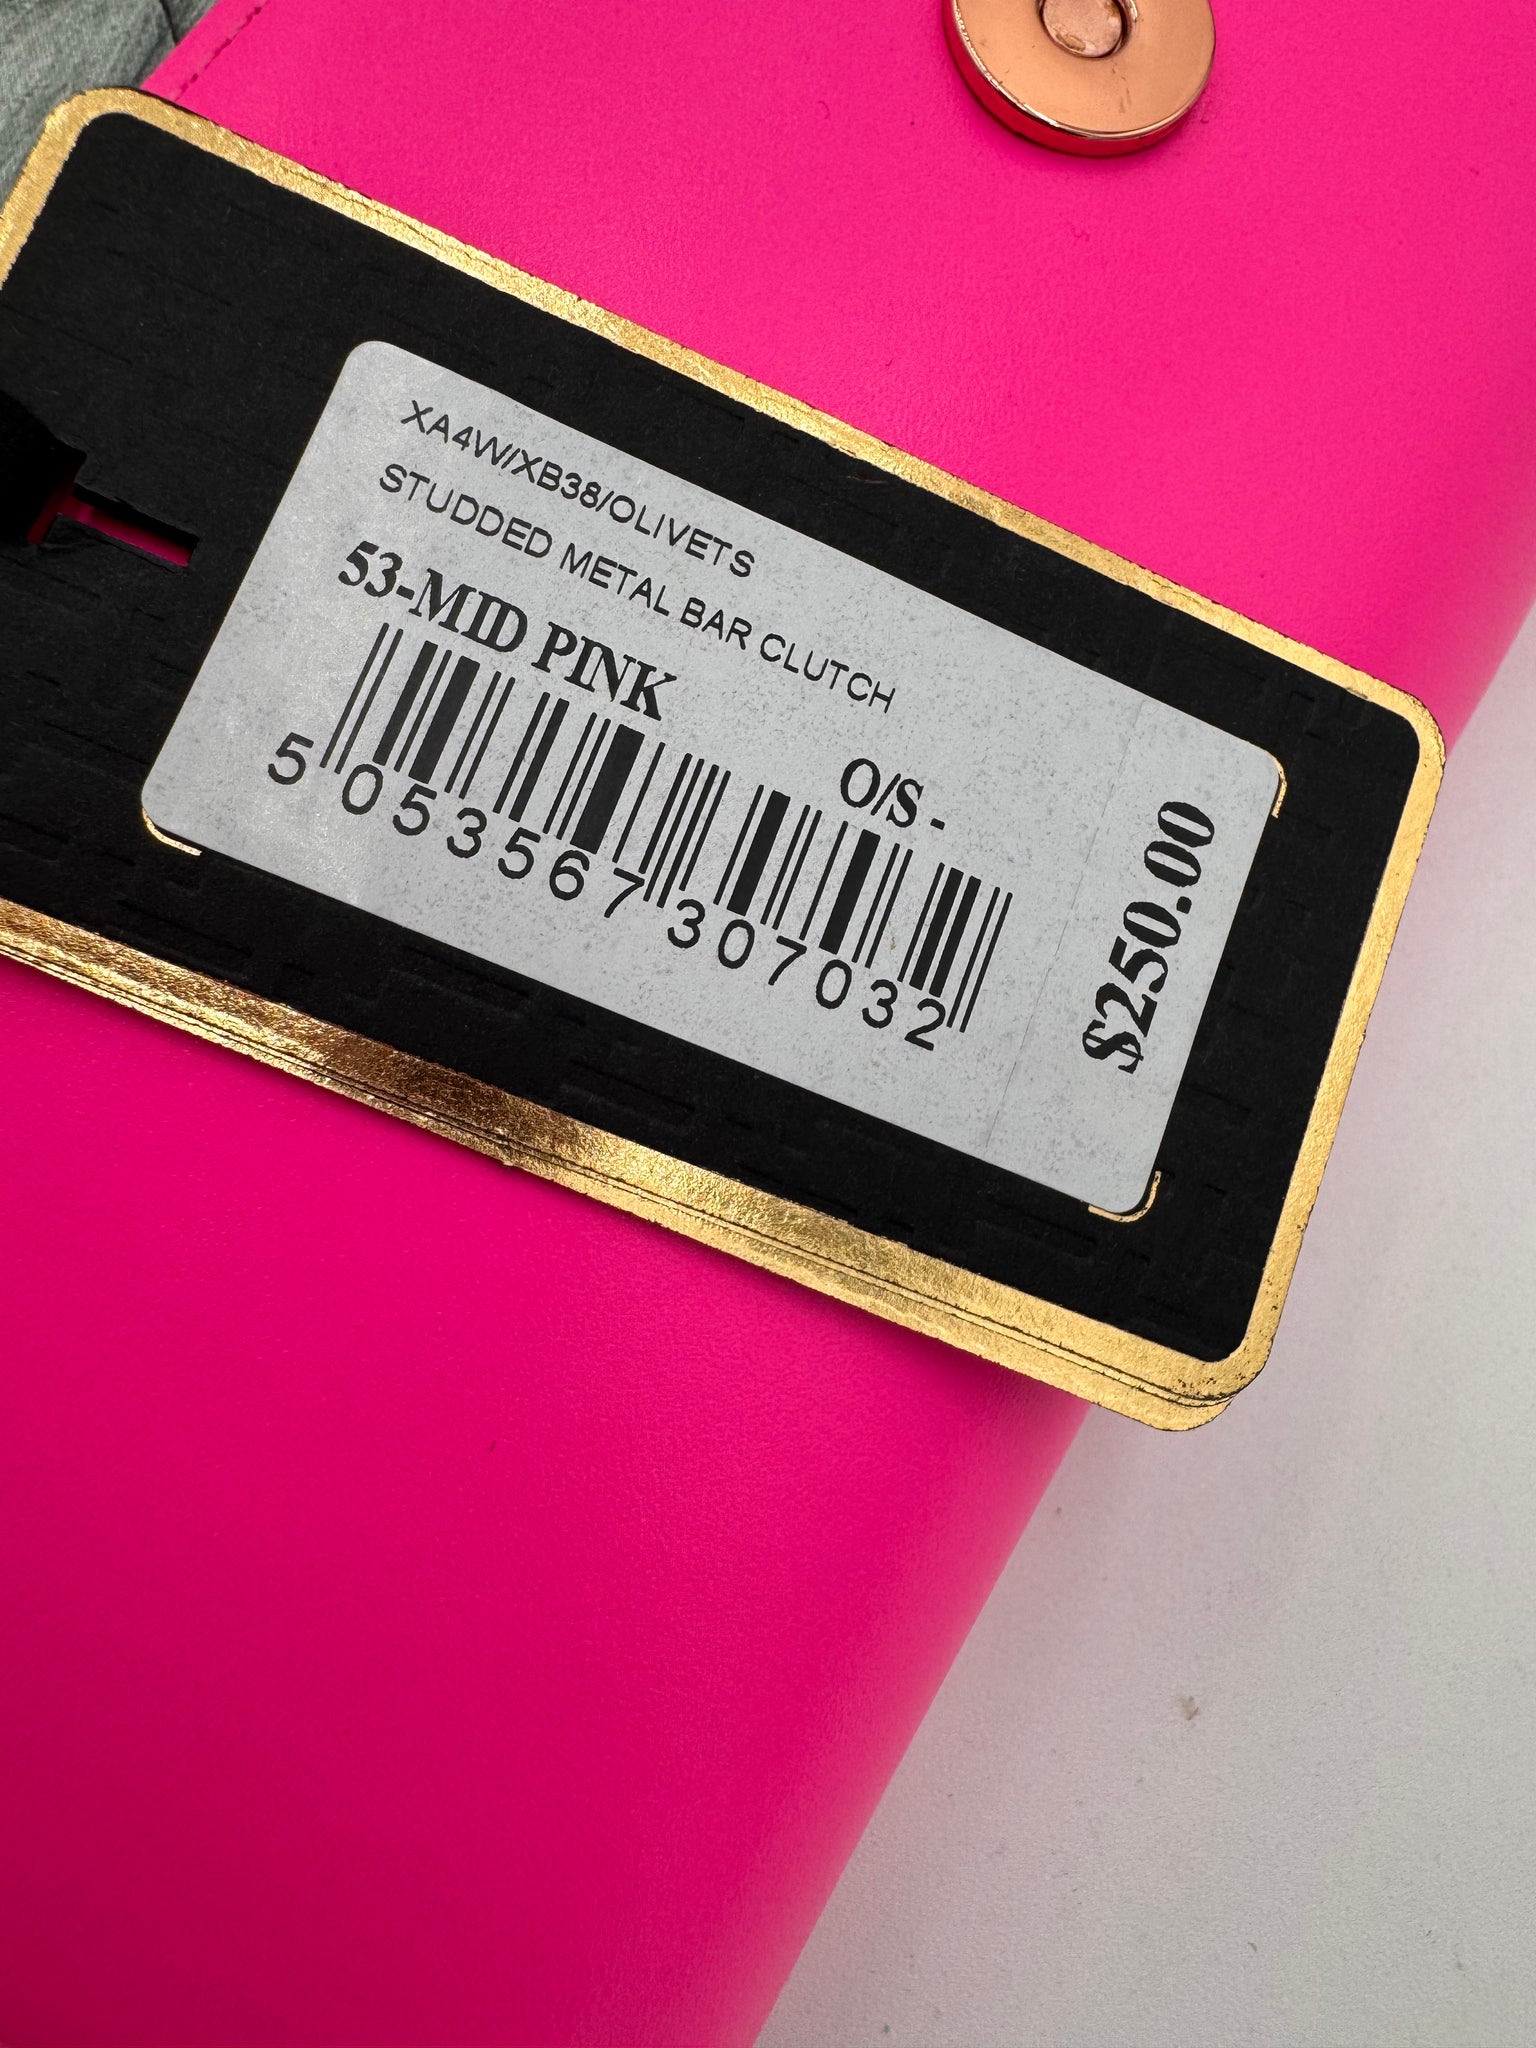 XA4W/XB38/OLIVETS
STUDDED METAL BAR CLUTCH
53-MID PINK
O/S -
5 053567 307032
$250.00